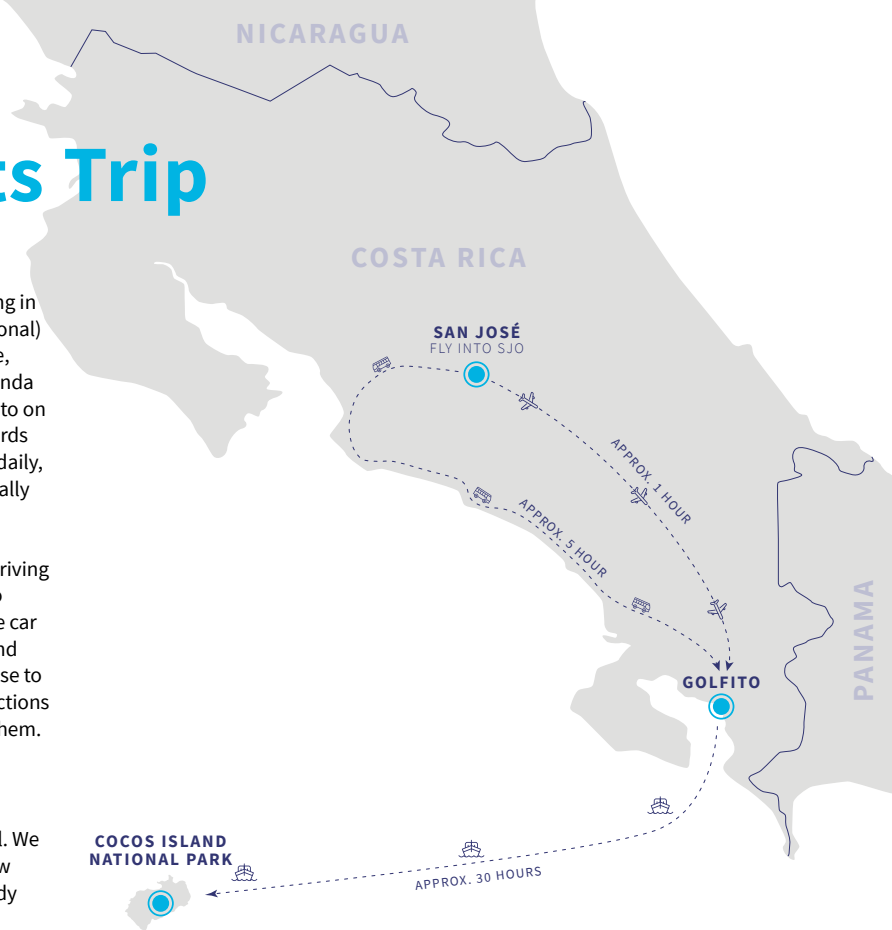 NICARAGUA
ts Trip
COSTA RICA
ng in
onal)
e,
nda
to on
rds
daily,
ally
riving
e car
nd
se to
ctions
hem.
l. We
w
dy
SAN JOSÉ
FLY INTO SJO
APPROX. 1 HOUR
APPROX. 5 HOUR
PANAMA
GOLFITO
COCOS ISLAND
NATIONAL PARK
APPROX. 30 HOURS